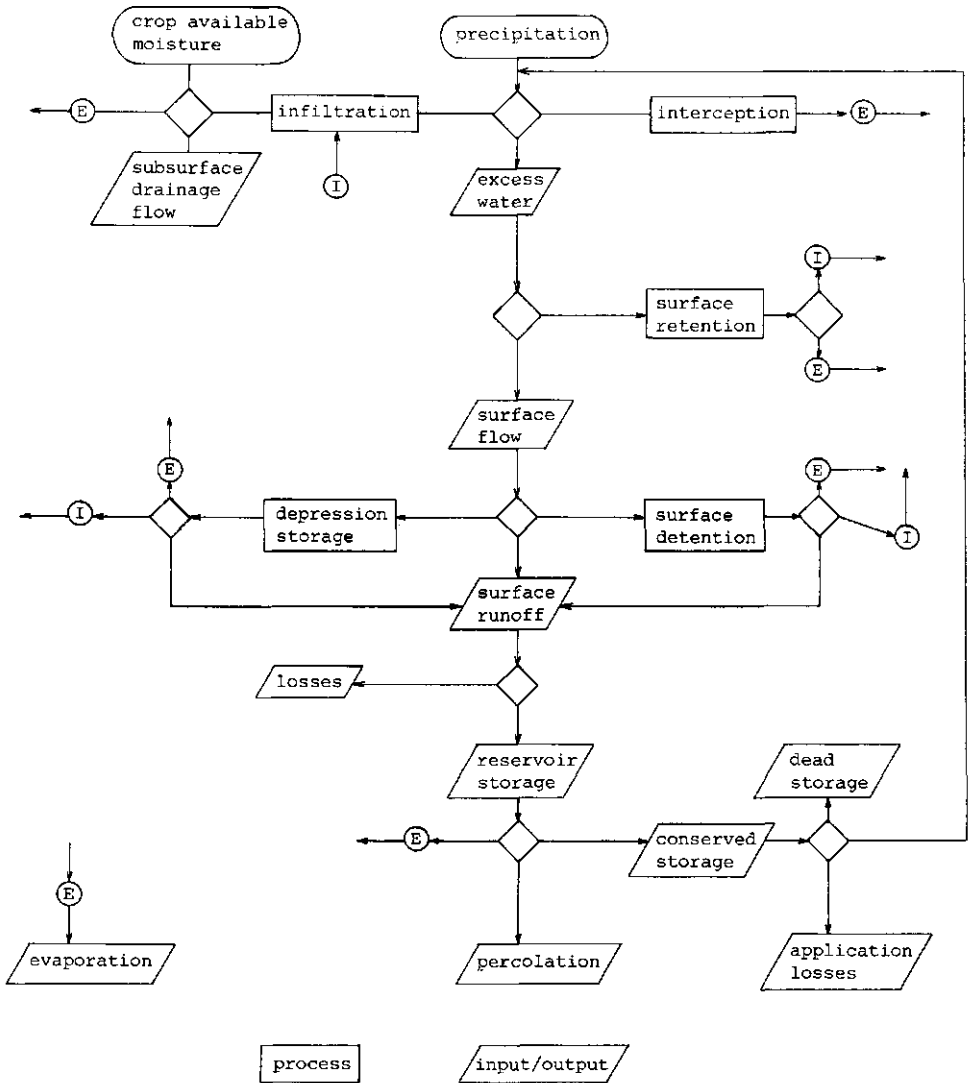 crop available
moisture
precipitation
E
infiltration
interception
E
subsurface
drainage
flow
I
excess
water
I
surface
retention
E
surface
flow
E
E
I
depression
storage
surface
detention
I
surface
runoff
losses
reservoir
storage
dead
storage
E
conserved
storage
E
evaporation
percolation
application
losses
process
input/output